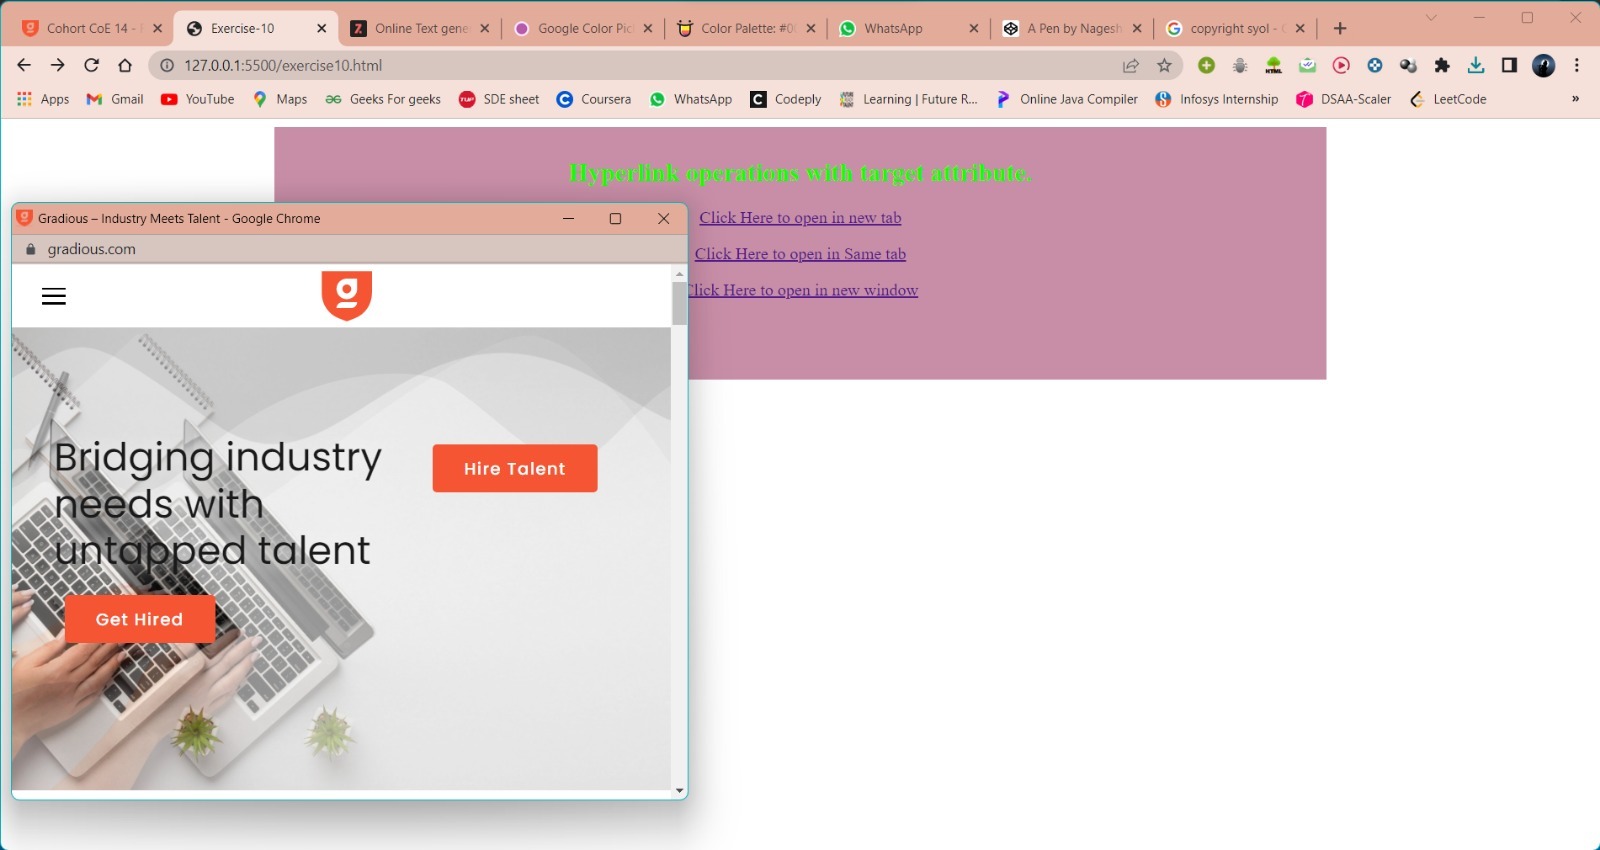 Cohort CoE 14 -
Exercise-10
Online Text gene
Google Color Pic
Color Palette: #0
WhatsApp
A Pen by Nagesh
copyright syol -
127.0.0.1:5500/exercise10.html
Apps
Gmail
YouTube
Maps
Geeks For geeks
SDE sheet
Coursera
WhatsApp
Codeply
Learning | Future R...
Online Java Compiler
Infosys Internship
DSAA-Scaler
LeetCode
»
Hyperlink operations with target attribute.
Click Here to open in new tab
Click Here to open in Same tab
Click Here to open in new window
Gradious – Industry Meets Talent - Google Chrome
gradious.com
g
Bridging industry
needs with
untapped talent
Hire Talent
Get Hired